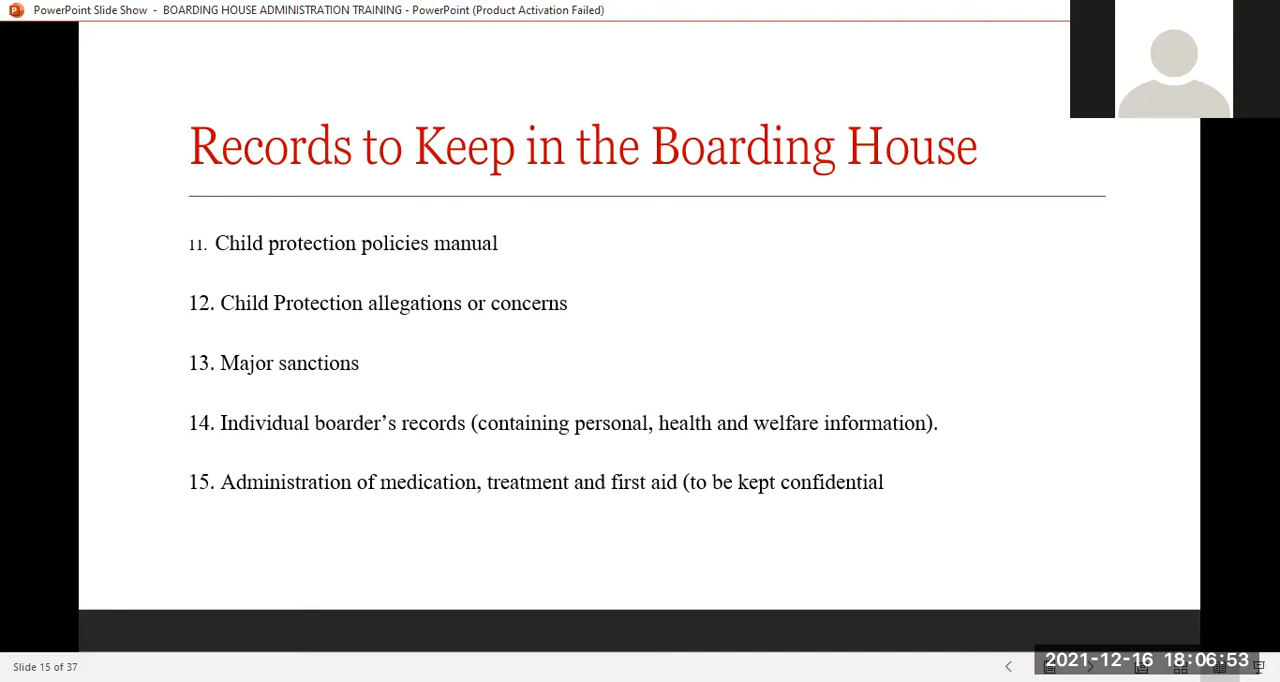 PowerPoint Slide Show - BOARDING HOUSE ADMINISTRATION TRAINING - PowerPoint (Product Activation Failed)
Records to Keep in the Boarding House
11. Child protection policies manual
12. Child Protection allegations or concerns
13. Major sanctions
14. Individual boarder’s records (containing personal, health and welfare information).
15. Administration of medication, treatment and first aid (to be kept confidential
Slide 15 of 37
2021-12-16 18:06:53